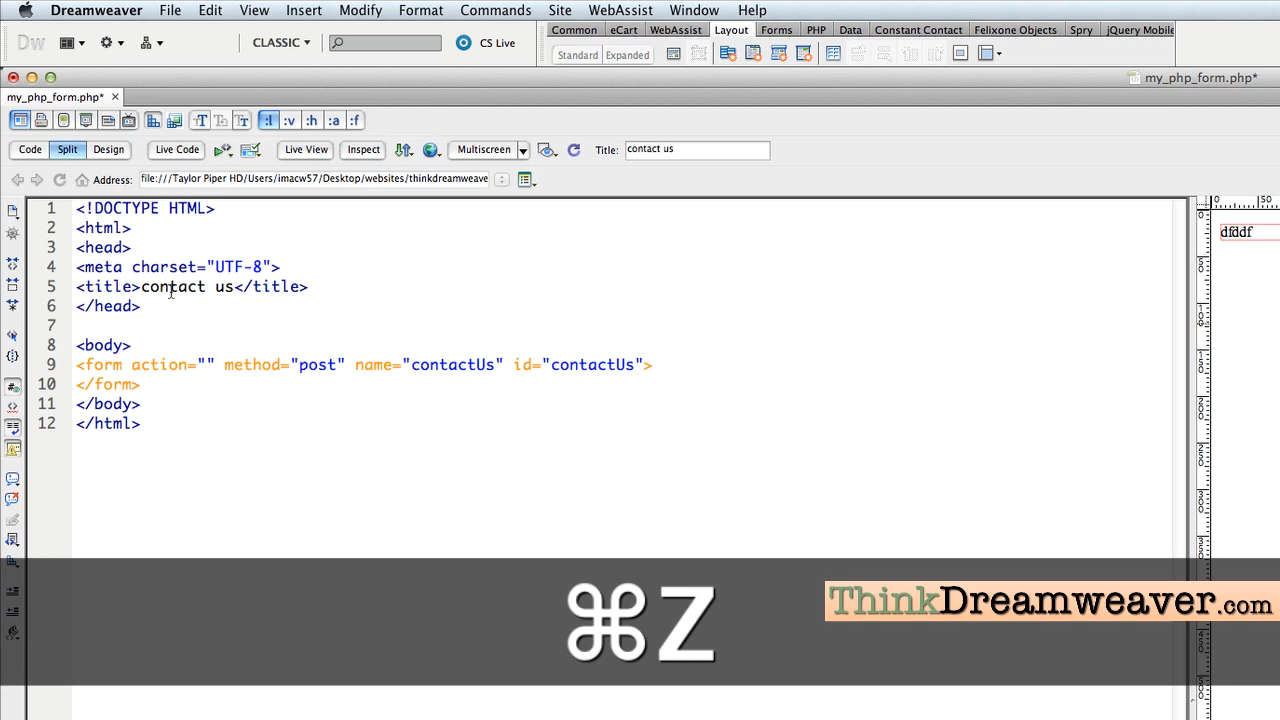 Dreamweaver File Edit View Insert Modify Format Commands Site WebAssist Window Help
Dw CLASSIC CS Live
Common eCart WebAssist Layout Forms PHP Data Constant Contact Felixone Objects Spry jQuery Mobile
Standard Expanded
my_php_form.php*
my_php_form.php*
:l :v :h :a :f
Code Split Design Live Code Live View Inspect Multiscreen Title: contact us
Address: file:///Taylor Piper HD/Users/imacw57/Desktop/websites/thinkdreamweave
1 <!DOCTYPE HTML>
2 <html>
3 <head>
4 <meta charset="UTF-8">
5 <title>contact us</title>
6 </head>
7
8 <body>
9 <form action="" method="post" name="contactUs" id="contactUs">
10 </form>
11 </body>
12 </html>
0 50
dfddf
⌘Z
ThinkDreamweaver.com